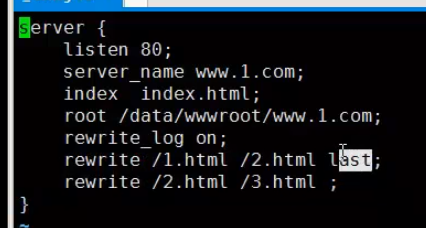 server {
    listen 80;
    server_name www.1.com;
    index  index.html;
    root /data/wwwroot/www.1.com;
    rewrite_log on;
    rewrite /1.html /2.html last;
    rewrite /2.html /3.html ;
}
~